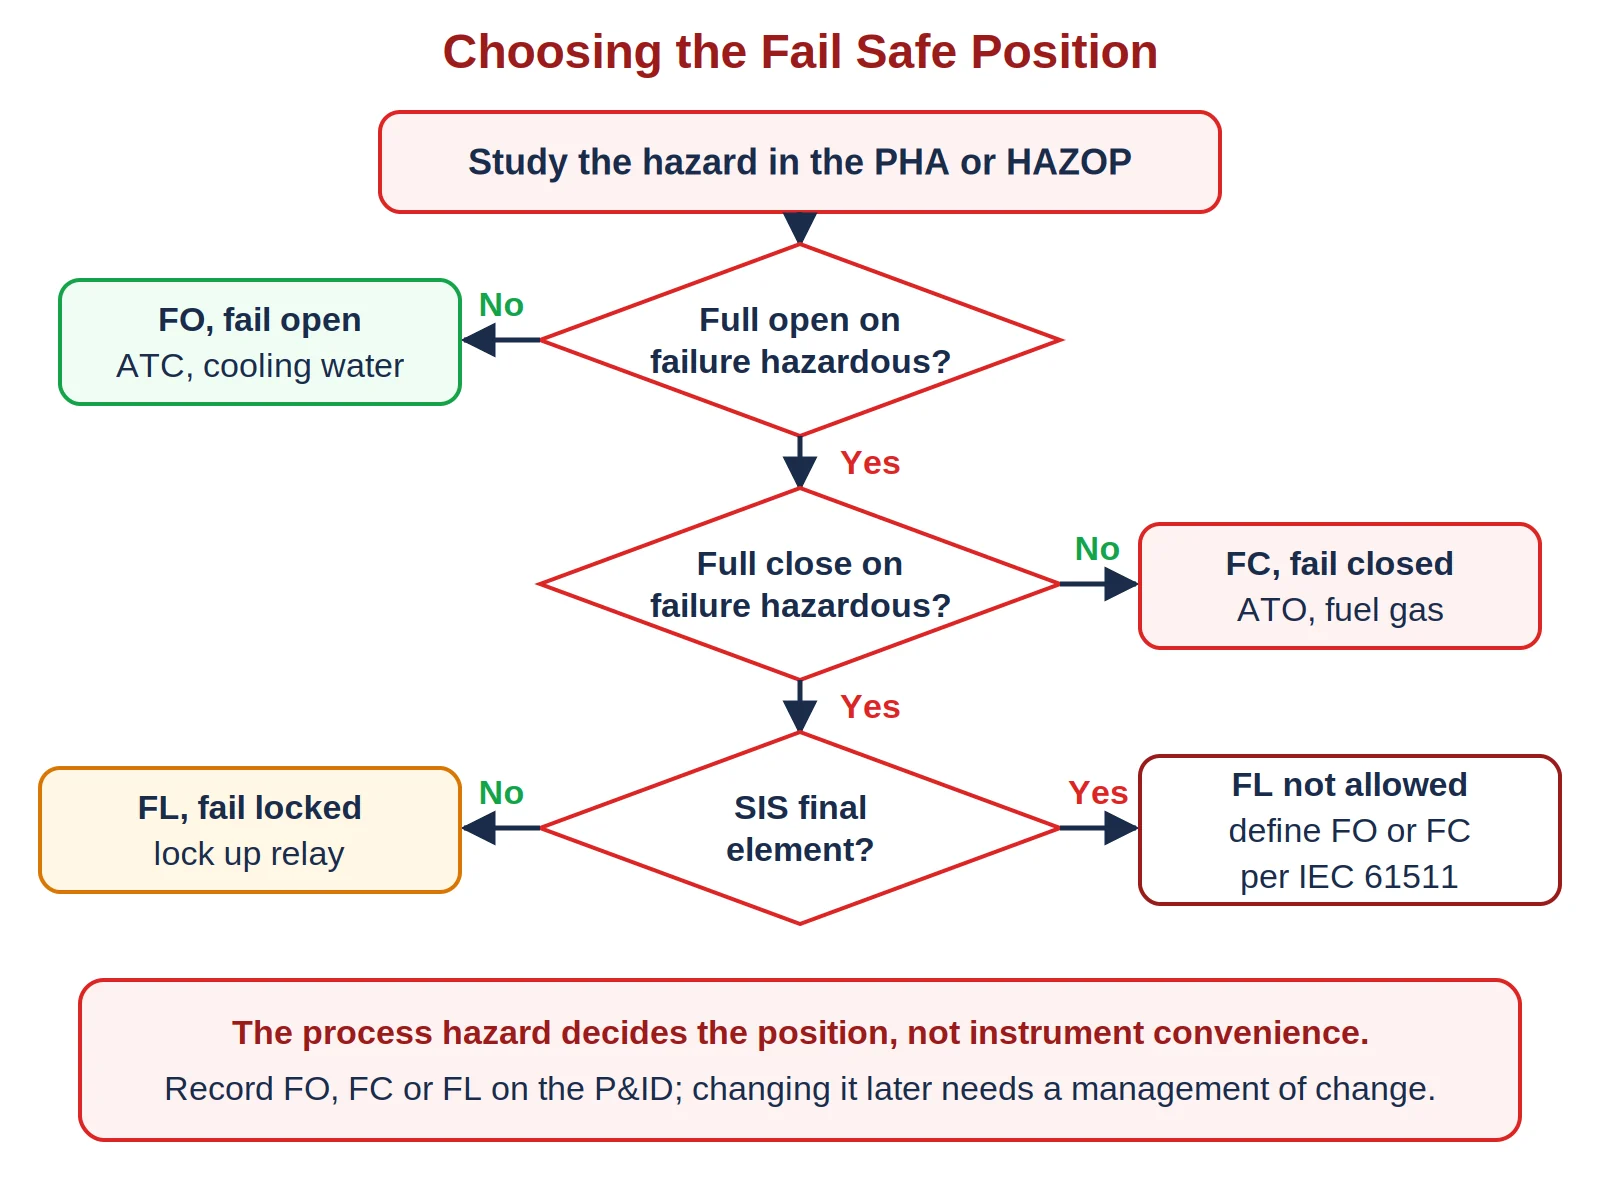 Choosing the Fail Safe Position
Study the hazard in the PHA or HAZOP
Full open on
failure hazardous?
No
FO, fail open
ATC, cooling water
Yes
Full close on
failure hazardous?
No
FC, fail closed
ATO, fuel gas
Yes
SIS final
element?
No
FL, fail locked
lock up relay
Yes
FL not allowed
define FO or FC
per IEC 61511
The process hazard decides the position, not instrument convenience.
Record FO, FC or FL on the P&ID; changing it later needs a management of change.